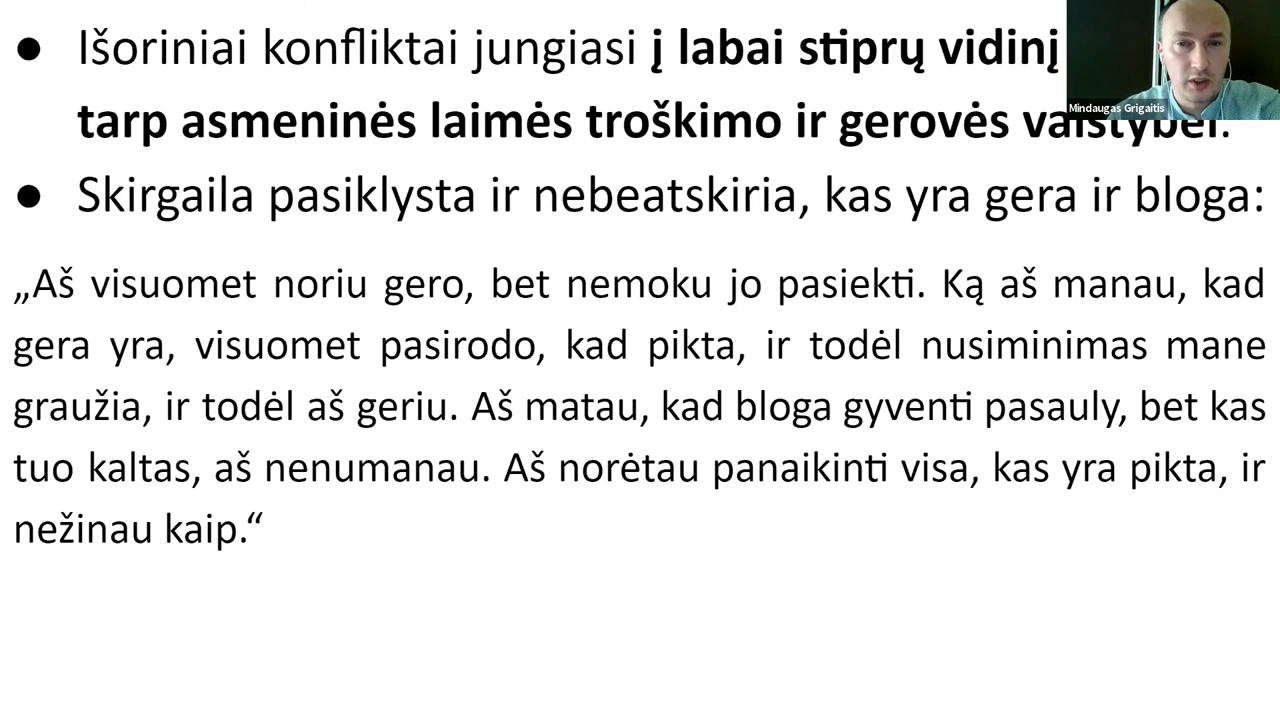 ● Išoriniai konfliktai jungiasi į labai stiprų vidinį
Mindaugas Grigaitis
tarp asmeninės laimės troškimo ir gerovės valstybei.
● Skirgaila pasiklysta ir nebeatskiria, kas yra gera ir bloga:
„Aš visuomet noriu gero, bet nemoku jo pasiekti. Ką aš manau, kad
gera yra, visuomet pasirodo, kad pikta, ir todėl nusiminimas mane
graužia, ir todėl aš geriu. Aš matau, kad bloga gyventi pasauly, bet kas
tuo kaltas, aš nenumanau. Aš norėtau panaikinti visa, kas yra pikta, ir
nežinau kaip.“